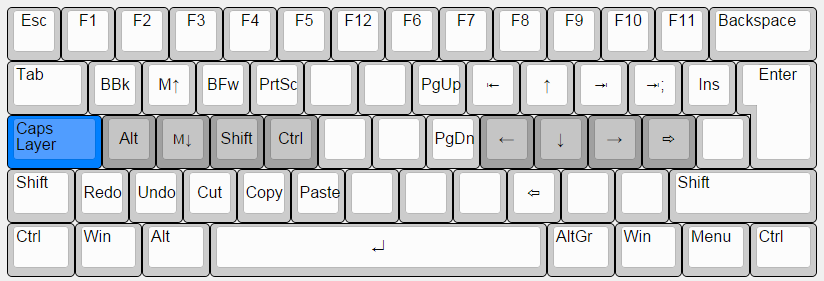 Esc F1 F2 F3 F4 F5 F12 F6 F7 F8 F9 F10 F11 Backspace
Tab BBk M↑ BFw PrtSc PgUp ⇤ ↑ ⇥ ⇥; Ins Enter
Caps
Layer Alt M↓ Shift Ctrl PgDn ← ↓ → ⇨
Shift Redo Undo Cut Copy Paste ⇦ Shift
Ctrl Win Alt ↵ AltGr Win Menu Ctrl